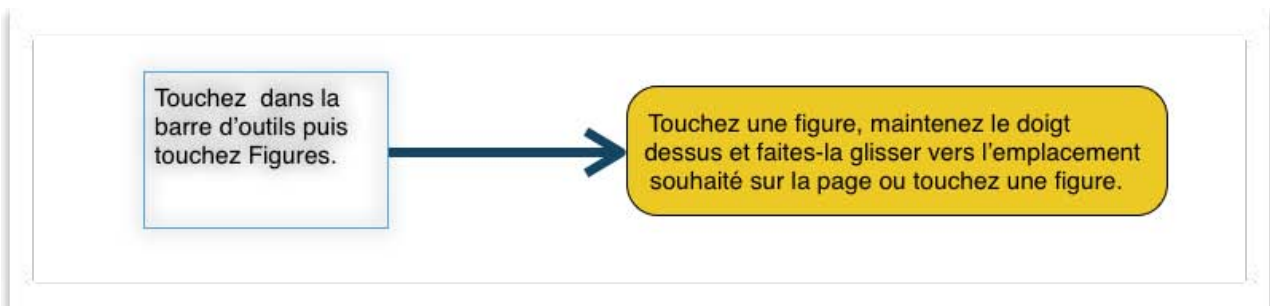 Touchez  dans la
barre d’outils puis
touchez Figures.
Touchez une figure, maintenez le doigt
dessus et faites-la glisser vers l’emplacement
souhaité sur la page ou touchez une figure.